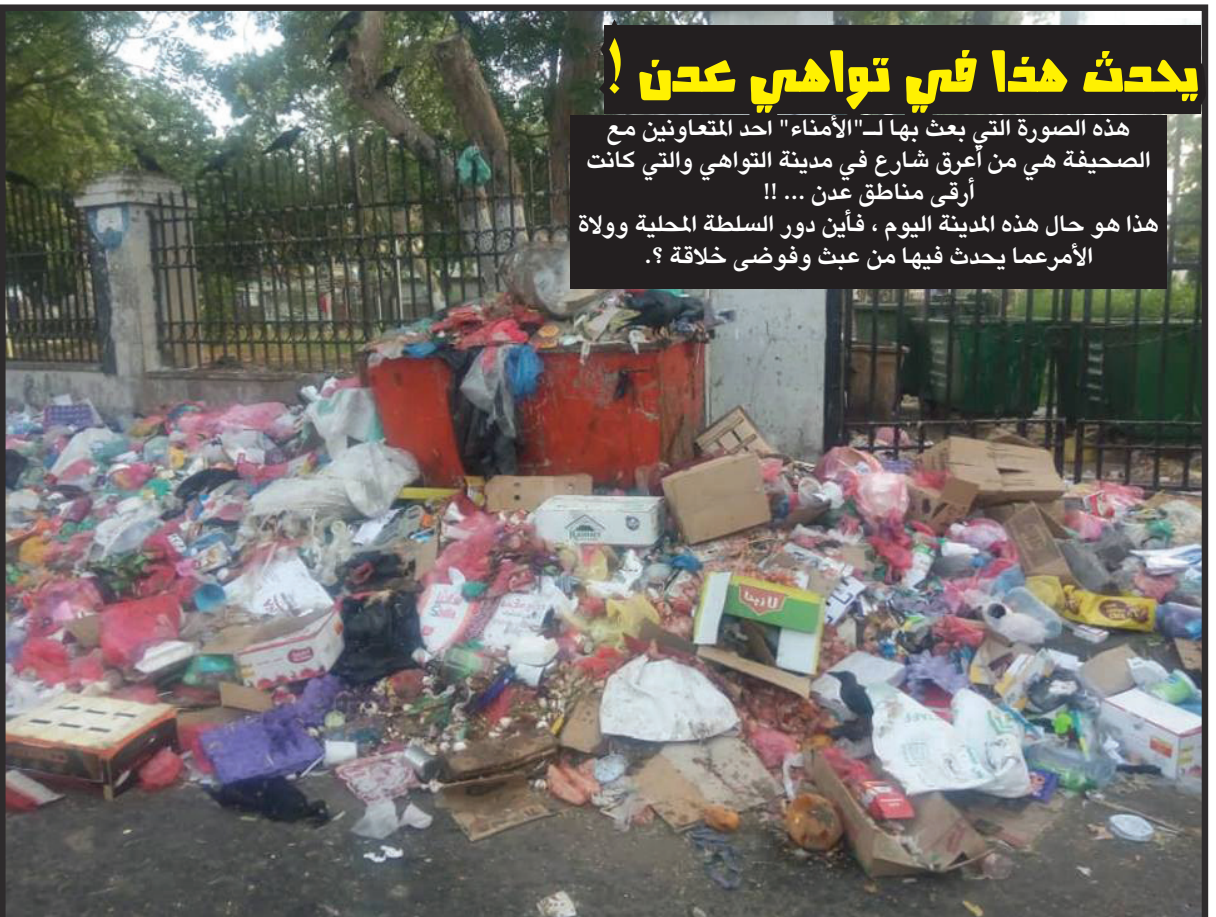 يحدث هذا في تواهي عدن !
هذه الصورة التي بعث بها لــ"الأمناء" احد المتعاونين مع
الصحيفة هي من أعرق شارع في مدينة التواهي والتي كانت
أرقى مناطق عدن ... !!
هذا هو حال هذه المدينة اليوم ، فأين دور السلطة المحلية وولاة
الأمرعما يحدث فيها من عبث وفوضى خلاقة ؟.
لانينا